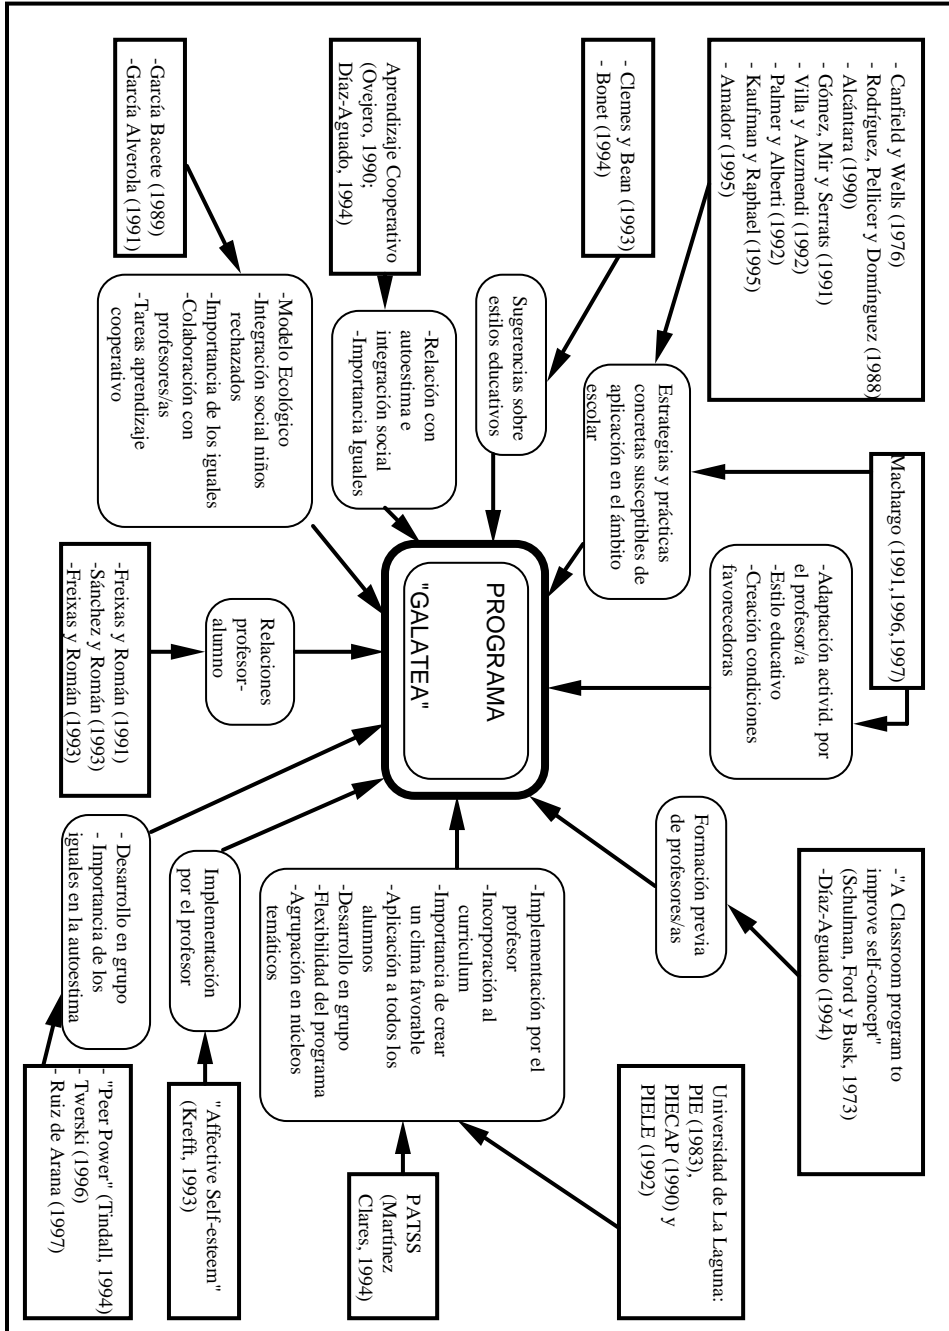 - Canfield y Wells (1976)
- Rodríguez, Pellicer y Domínguez (1988)
- Alcántara (1990)
- Gómez, Mir y Serrats (1991)
- Villa y Auzmendi (1992)
- Palmer y Alberti (1992)
- Kaufman y Raphael (1995)
- Amador (1995)
Machargo (1991,1996,1997)
-"A Classroom program to
improve self-concept"
(Schulman, Ford y Busk, 1973)
-Díaz-Aguado (1994)
- Clemes y Bean (1993)
- Bonet (1994)
Estrategias y prácticas
concretas susceptibles de
aplicación en el ámbito
escolar
-Adaptación activid. por
el profesor/a
-Estilo educativo
-Creación condiciones
favorecedoras
Formación previa
de profesores/as
Universidad de La Laguna:
PIE (1983),
PIECAP (1990) y
PIELE (1992)
Sugerencias sobre
estilos educativos
Aprendizaje Cooperativo
(Ovejero, 1990;
Díaz-Aguado, 1994)
-Relación con
autoestima e
integración social
-Importancia Iguales
PROGRAMA
"GALATEA"
-Implementación por el
profesor
-Incorporación al
curriculum
-Importancia de crear
un clima favorable
-Aplicación a todos los
alumnos
-Desarrollo en grupo
-Flexibilidad del programa
-Agrupación en núcleos
temáticos
PATSS
(Martínez
Clares, 1994)
-García Bacete (1989)
-García Alverola (1991)
-Modelo Ecológico
-Integración social niños
rechazados
-Importancia de los iguales
-Colaboración con
profesores/as
-Tareas aprendizaje
cooperativo
Relaciones
profesor-
alumno
Implementación
por el profesor
"Affective Self-esteem"
(Krefft, 1993)
-Freixas y Román (1991)
-Sánchez y Román (1993)
-Freixas y Román (1993)
- Desarrollo en grupo
- Importancia de los
iguales en la autoestima
- "Peer Power" (Tindall, 1994)
- Twerski (1996)
- Ruiz de Arana (1997)